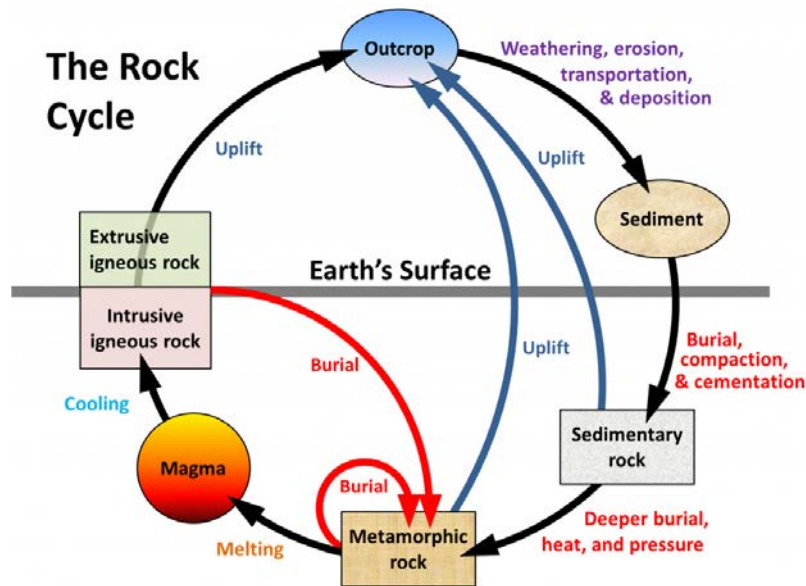 The Rock
Cycle
Outcrop
Weathering, erosion,
transportation,
& deposition
Uplift
Uplift
Sediment
Extrusive
igneous rock
Earth's Surface
Intrusive
igneous rock
Burial
Uplift
Burial,
compaction,
& cementation
Cooling
Sedimentary
rock
Magma
Burial
Deeper burial,
heat, and pressure
Metamorphic
rock
Melting